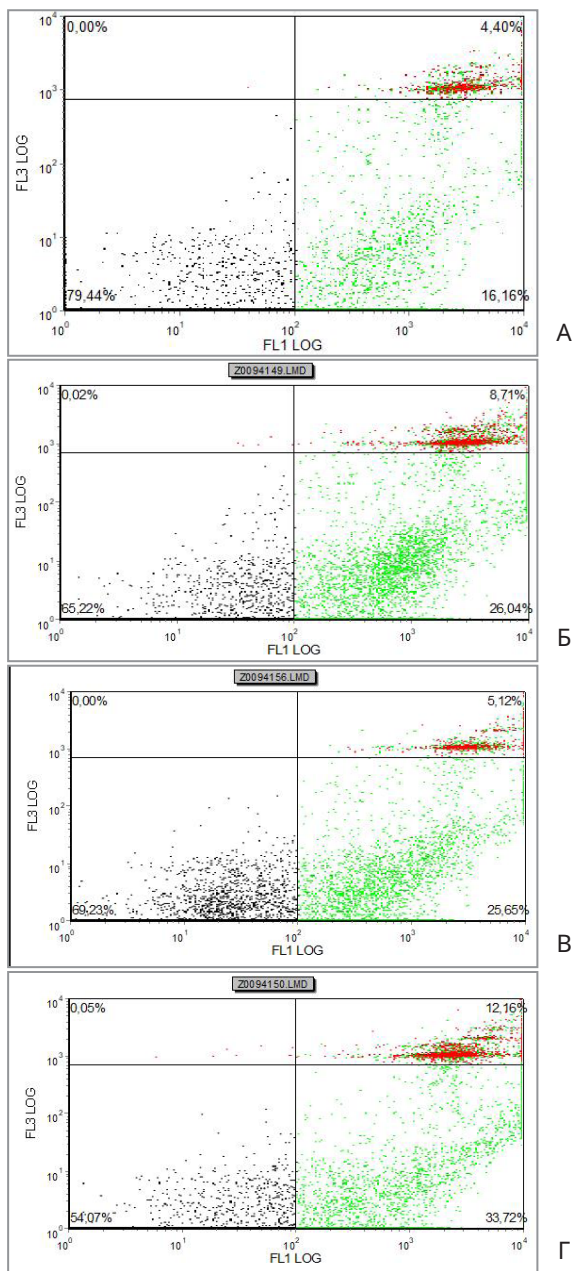 10⁴
0,00%
4,40%
10³
FL3 LOG
10²
10¹
79,44%
16,16%
10⁰
10⁰ 10¹ 10² 10³ 10⁴
FL1 LOG
А
Z0094149.LMD
10⁴
0,02%
8,71%
10³
FL3 LOG
10²
10¹
65,22%
26,04%
10⁰
10⁰ 10¹ 10² 10³ 10⁴
FL1 LOG
Б
Z0094156.LMD
10⁴
0,00%
5,12%
10³
FL3 LOG
10²
10¹
69,23%
25,65%
10⁰
10⁰ 10¹ 10² 10³ 10⁴
FL1 LOG
В
Z0094150.LMD
10⁴
0,05%
12,16%
10³
FL3 LOG
10²
10¹
54,07%
33,72%
10⁰
10⁰ 10¹ 10² 10³ 10⁴
FL1 LOG
Г